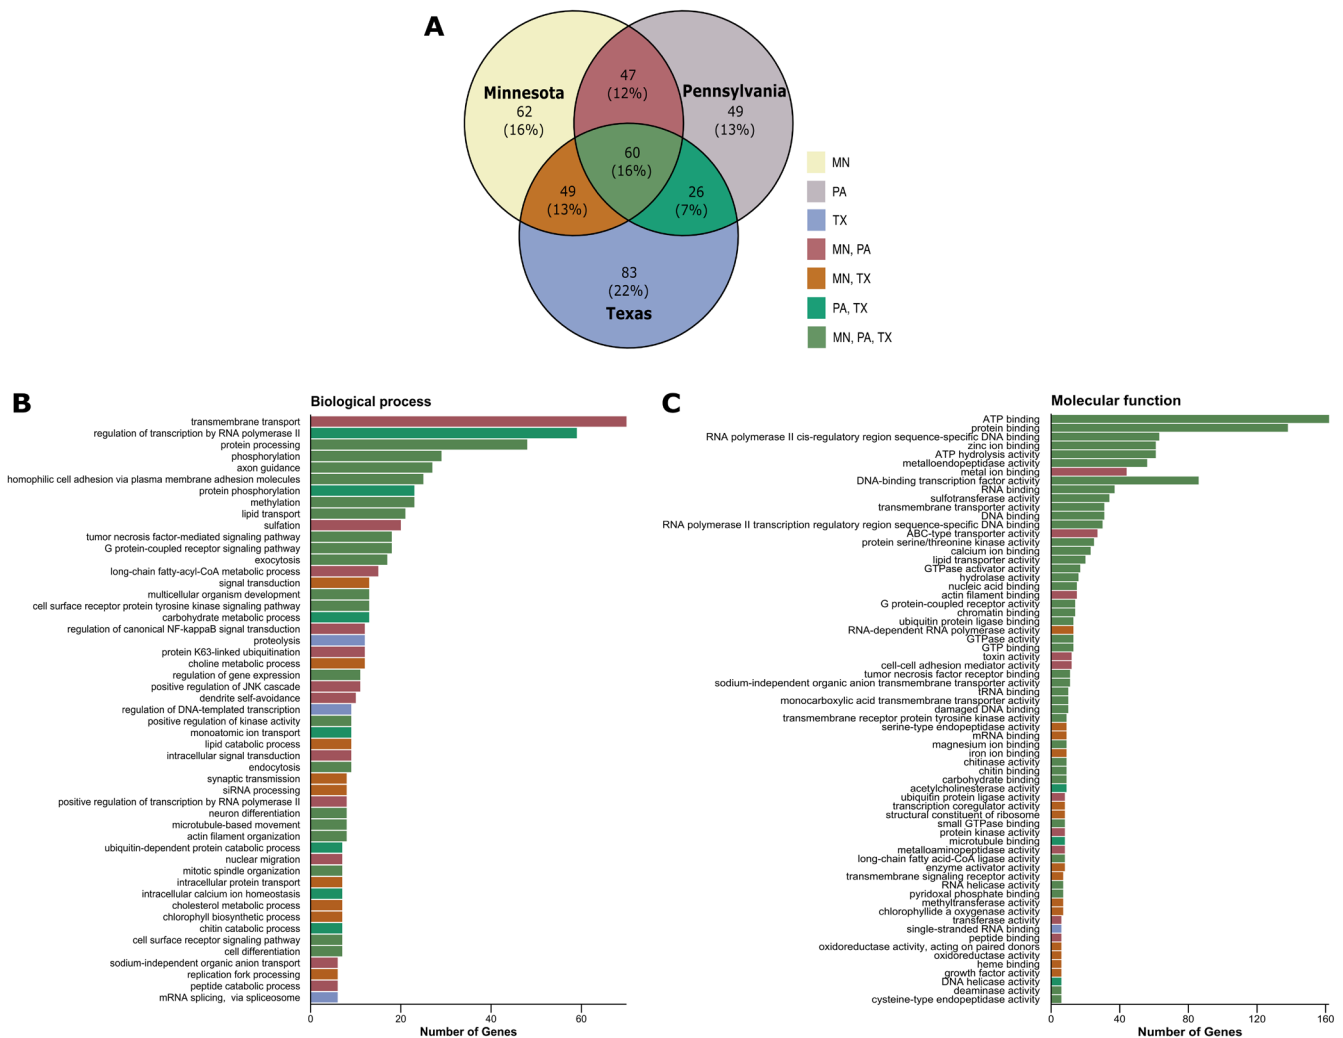 A
Minnesota
62
(16%)
47
(12%)
Pennsylvania
49
(13%)
60
(16%)
49
(13%)
26
(7%)
83
(22%)
Texas
MN
PA
TX
MN, PA
MN, TX
PA, TX
MN, PA, TX
B
Biological process
transmembrane transport
regulation of transcription by RNA polymerase II
protein processing
phosphorylation
axon guidance
homophilic cell adhesion via plasma membrane adhesion molecules
protein phosphorylation
methylation
lipid transport
sulfation
tumor necrosis factor-mediated signaling pathway
G protein-coupled receptor signaling pathway
exocytosis
long-chain fatty-acyl-CoA metabolic process
signal transduction
multicellular organism development
cell surface receptor protein tyrosine kinase signaling pathway
carbohydrate metabolic process
regulation of canonical NF-kappaB signal transduction
proteolysis
protein K63-linked ubiquitination
choline metabolic process
regulation of gene expression
positive regulation of JNK cascade
dendrite self-avoidance
regulation of DNA-templated transcription
positive regulation of kinase activity
monoatomic ion transport
lipid catabolic process
intracellular signal transduction
endocytosis
synaptic transmission
siRNA processing
positive regulation of transcription by RNA polymerase II
neuron differentiation
microtubule-based movement
actin filament organization
ubiquitin-dependent protein catabolic process
nuclear migration
mitotic spindle organization
intracellular protein transport
intracellular calcium ion homeostasis
cholesterol metabolic process
chlorophyll biosynthetic process
chitin catabolic process
cell surface receptor signaling pathway
cell differentiation
sodium-independent organic anion transport
replication fork processing
peptide catabolic process
mRNA splicing, via spliceosome
0 20 40 60
Number of Genes
C
Molecular function
ATP binding
protein binding
RNA polymerase II cis-regulatory region sequence-specific DNA binding
zinc ion binding
ATP hydrolysis activity
metalloendopeptidase activity
metal ion binding
DNA-binding transcription factor activity
RNA binding
sulfotransferase activity
transmembrane transporter activity
DNA binding
RNA polymerase II transcription regulatory region sequence-specific DNA binding
ABC-type transporter activity
protein serine/threonine kinase activity
calcium ion binding
lipid transporter activity
GTPase activator activity
hydrolase activity
nucleic acid binding
actin filament binding
G protein-coupled receptor activity
chromatin binding
ubiquitin protein ligase binding
RNA-dependent RNA polymerase activity
GTPase activity
GTP binding
toxin activity
cell-cell adhesion mediator activity
tumor necrosis factor receptor binding
sodium-independent organic anion transmembrane transporter activity
tRNA binding
monocarboxylic acid transmembrane transporter activity
damaged DNA binding
transmembrane receptor protein tyrosine kinase activity
serine-type endopeptidase activity
mRNA binding
magnesium ion binding
iron ion binding
chitinase activity
chitin binding
carbohydrate binding
acetylcholinesterase activity
ubiquitin protein ligase activity
transcription coregulator activity
structural constituent of ribosome
small GTPase binding
protein kinase activity
microtubule binding
metalloaminopeptidase activity
long-chain fatty acid-CoA ligase activity
enzyme activator activity
transmembrane signaling receptor activity
RNA helicase activity
pyridoxal phosphate binding
methyltransferase activity
chlorophyllide a oxygenase activity
transferase activity
single-stranded RNA binding
peptide binding
oxidoreductase activity, acting on paired donors
oxidoreductase activity
heme binding
growth factor activity
DNA helicase activity
deaminase activity
cysteine-type endopeptidase activity
0 40 80 120 160
Number of Genes